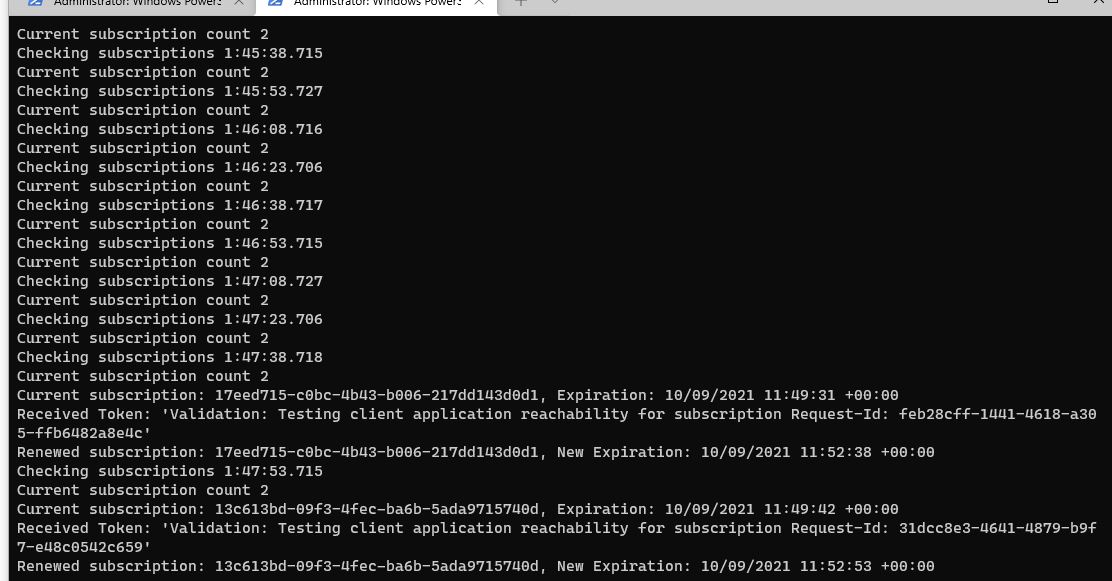 Administrator: Windows Powers
Administrator: Windows Powers
Current subscription count 2
Checking subscriptions 1:45:38.715
Current subscription count 2
Checking subscriptions 1:45:53.727
Current subscription count 2
Checking subscriptions 1:46:08.716
Current subscription count 2
Checking subscriptions 1:46:23.706
Current subscription count 2
Checking subscriptions 1:46:38.717
Current subscription count 2
Checking subscriptions 1:46:53.715
Current subscription count 2
Checking subscriptions 1:47:08.727
Current subscription count 2
Checking subscriptions 1:47:23.706
Current subscription count 2
Checking subscriptions 1:47:38.718
Current subscription count 2
Current subscription: 17eed715-c0bc-4b43-b006-217dd143d0d1, Expiration: 10/09/2021 11:49:31 +00:00
Received Token: 'Validation: Testing client application reachability for subscription Request-Id: feb28cff-1441-4618-a30
5-ffb6482a8e4c'
Renewed subscription: 17eed715-c0bc-4b43-b006-217dd143d0d1, New Expiration: 10/09/2021 11:52:38 +00:00
Checking subscriptions 1:47:53.715
Current subscription count 2
Current subscription: 13c613bd-09f3-4fec-ba6b-5ada9715740d, Expiration: 10/09/2021 11:49:42 +00:00
Received Token: 'Validation: Testing client application reachability for subscription Request-Id: 31dcc8e3-4641-4879-b9f
7-e48c0542c659'
Renewed subscription: 13c613bd-09f3-4fec-ba6b-5ada9715740d, New Expiration: 10/09/2021 11:52:53 +00:00